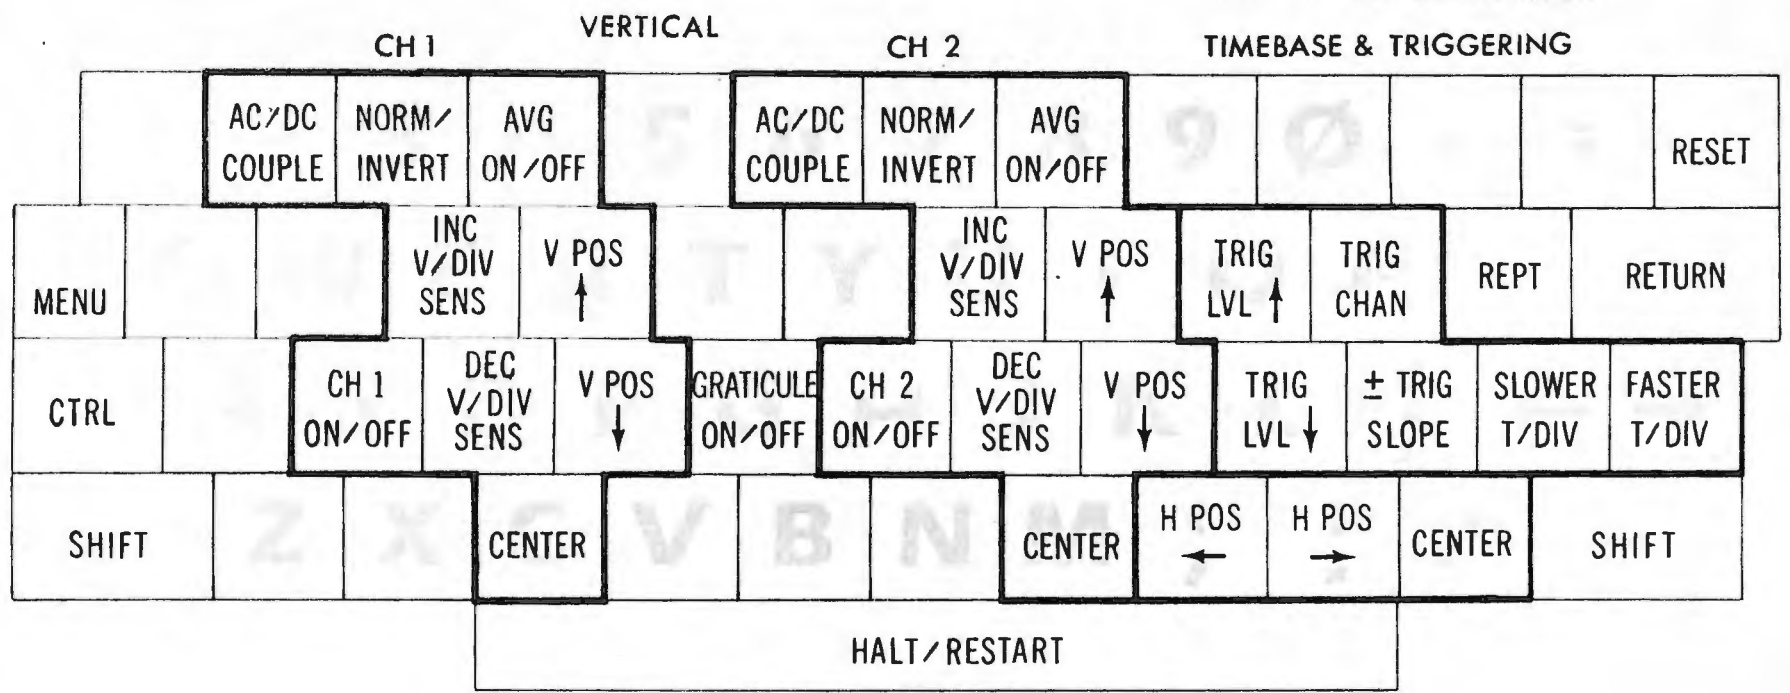 VERTICAL
CH 1
CH 2
TIMEBASE & TRIGGERING
AC/DC COUPLE
NORM/ INVERT
AVG ON/OFF
5
AC/DC COUPLE
NORM/ INVERT
AVG ON/OFF
9
Ø
RESET
MENU
INC V/DIV SENS
V POS ↑
T
Y
INC V/DIV SENS
V POS ↑
TRIG LVL ↑
TRIG CHAN
REPT
RETURN
CTRL
CH 1 ON/OFF
DEC V/DIV SENS
V POS ↓
GRATICULE ON/OFF
CH 2 ON/OFF
DEC V/DIV SENS
V POS ↓
TRIG LVL ↓
± TRIG SLOPE
SLOWER T/DIV
FASTER T/DIV
SHIFT
Z
X
C
CENTER
V
B
N
M
CENTER
H POS ←
H POS →
CENTER
SHIFT
HALT/RESTART